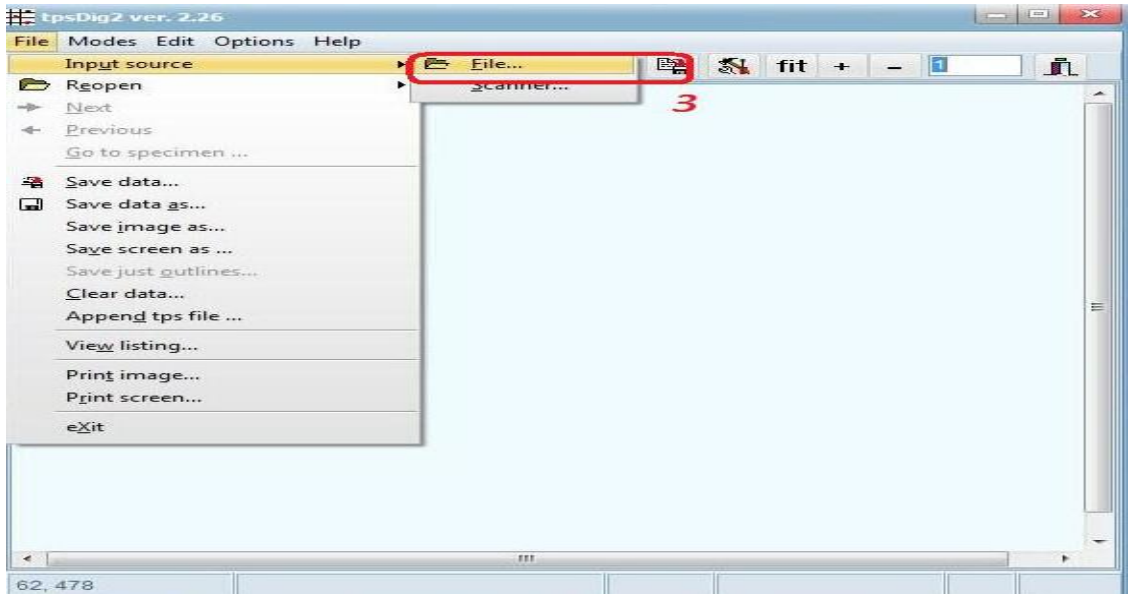 tpsDig2 ver. 2.26
File Modes Edit Options Help
Input source File... fit + – 1
Reopen Scanner...
3
Next
Previous
Go to specimen ...
Save data...
Save data as...
Save image as...
Save screen as ...
Save just outlines...
Clear data...
Append tps file ...
View listing...
Print image...
Print screen...
eXit
62, 478